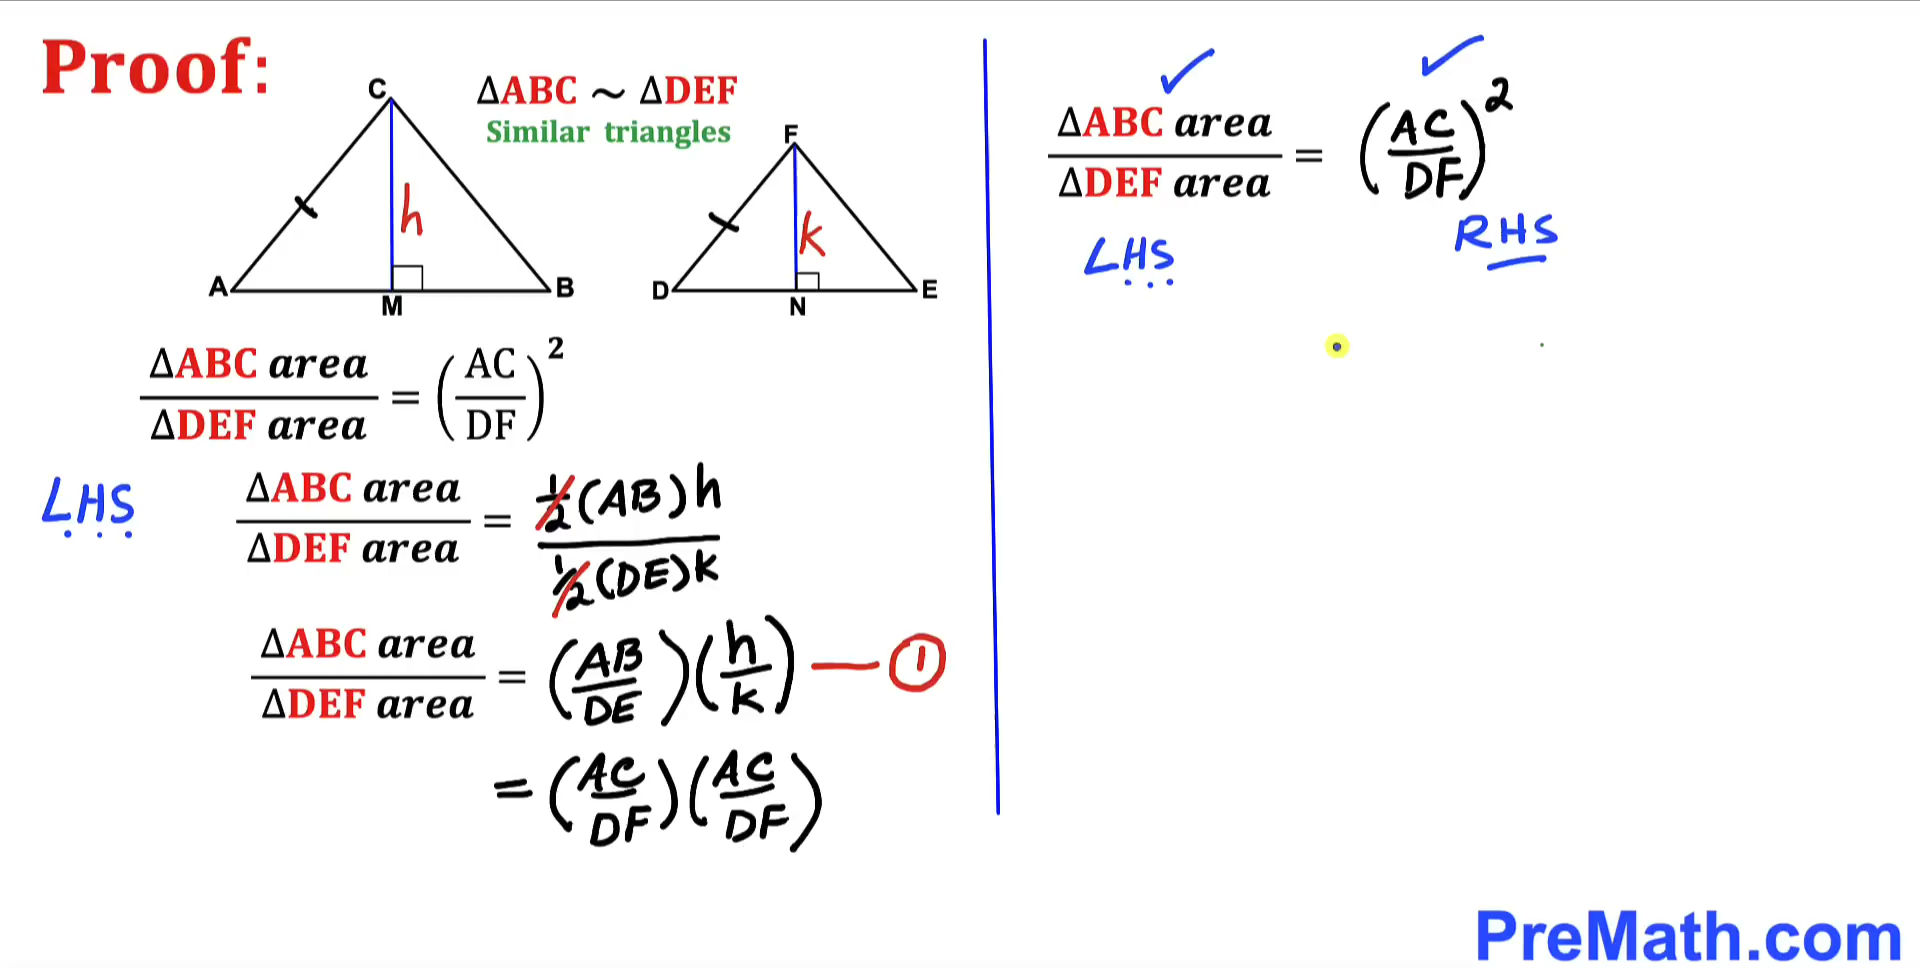 Proof:
ΔABC ~ ΔDEF
Similar triangles
C
F
h
k
A
M
B
D
N
E
ΔABC area / ΔDEF area = (AC / DF)²
LHS
ΔABC area / ΔDEF area = ½(AB)h / ½(DE)k
ΔABC area / ΔDEF area = (AB / DE)(h / k) — ①
= (AC / DF)(AC / DF)
ΔABC area / ΔDEF area = (AC / DF)²
LHS
RHS
PreMath.com